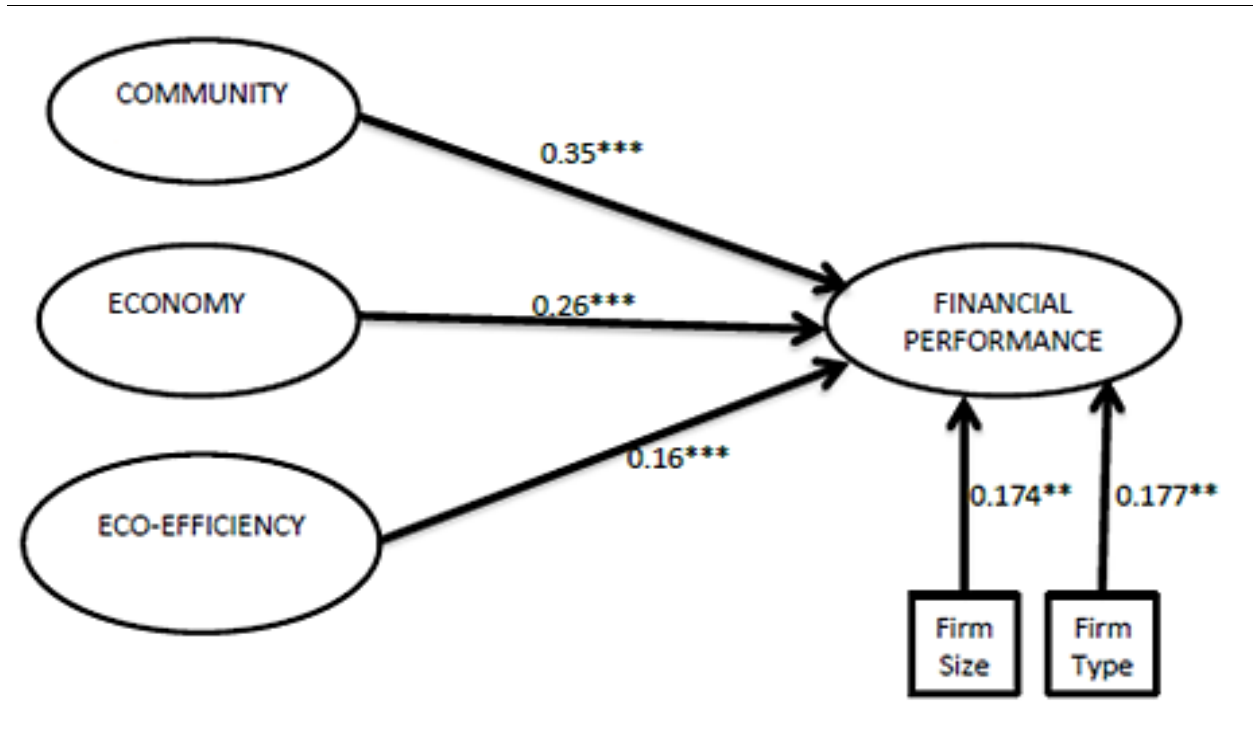 COMMUNITY
0.35***
ECONOMY
0.26***
FINANCIAL
PERFORMANCE
0.16***
ECO-EFFICIENCY
0.174**
0.177**
Firm
Size
Firm
Type